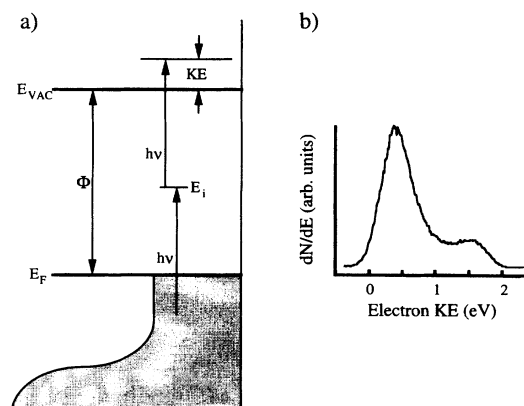 a)
KE
E_VAC
hν
Φ
E_i
hν
E_F
b)
dN/dE (arb. units)
0 1 2
Electron KE (eV)